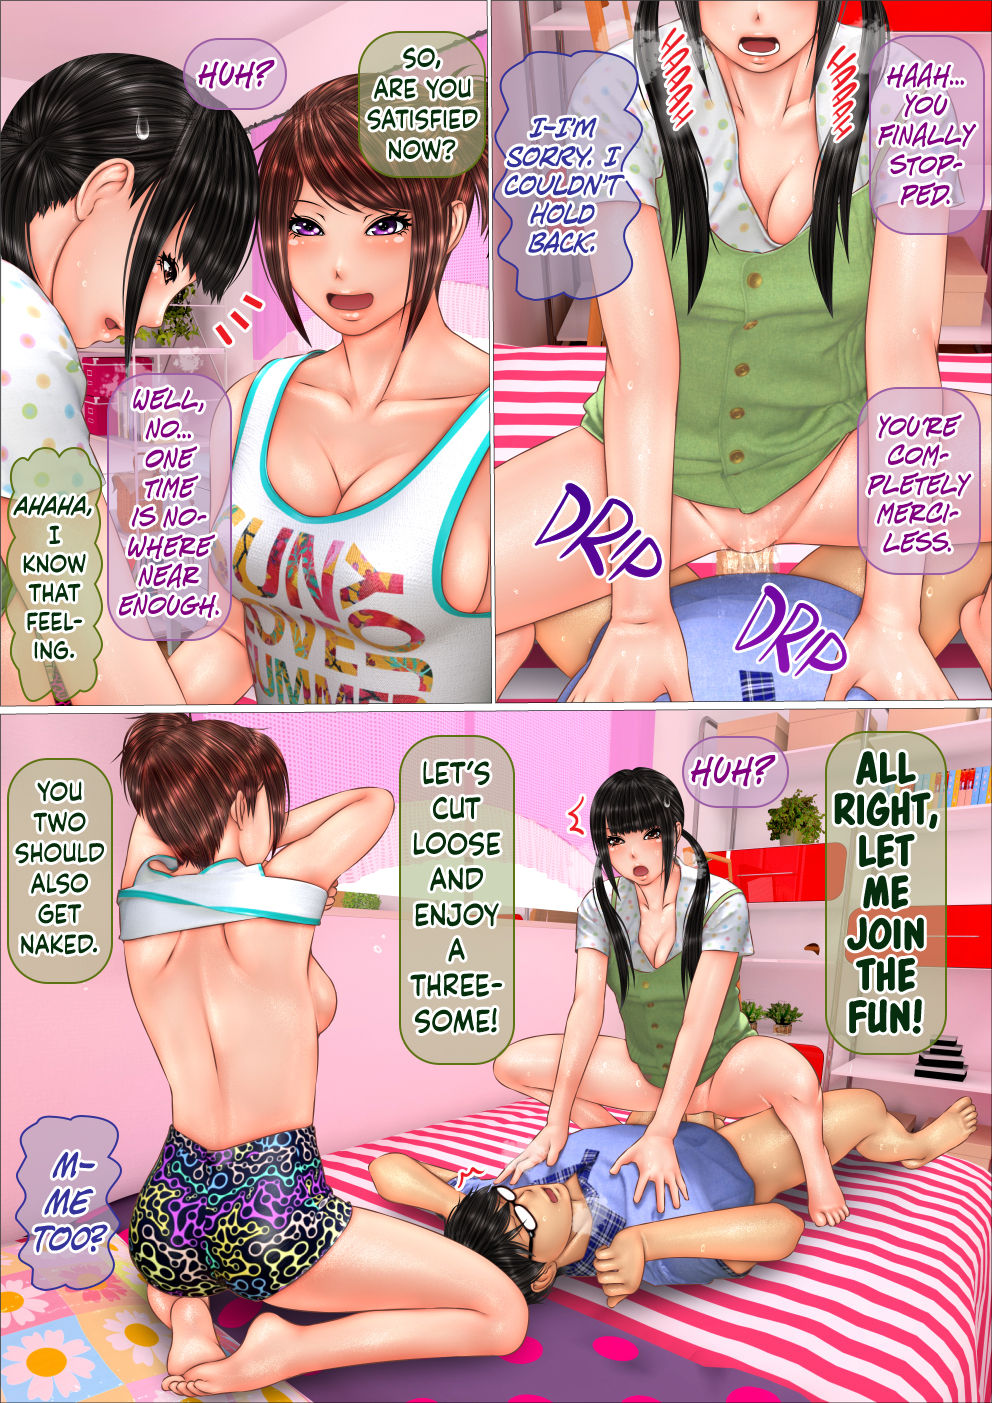 HAAH...
YOU
FINALLY
STOP-
PED.
HAAAH
HAAAH
I-I'M
SORRY. I
COULDN'T
HOLD
BACK.
YOU'RE
COM-
PLETELY
MERCI-
LESS.
DRIP
DRIP
SO,
ARE YOU
SATISFIED
NOW?
HUH?
WELL,
NO...
ONE
TIME
IS NO-
WHERE
NEAR
ENOUGH.
AHAHA,
I
KNOW
THAT
FEEL-
ING.
ALL
RIGHT,
LET
ME
JOIN
THE
FUN!
HUH?
LET'S
CUT
LOOSE
AND
ENJOY
A
THREE-
SOME!
YOU
TWO
SHOULD
ALSO
GET
NAKED.
M-
ME
TOO?